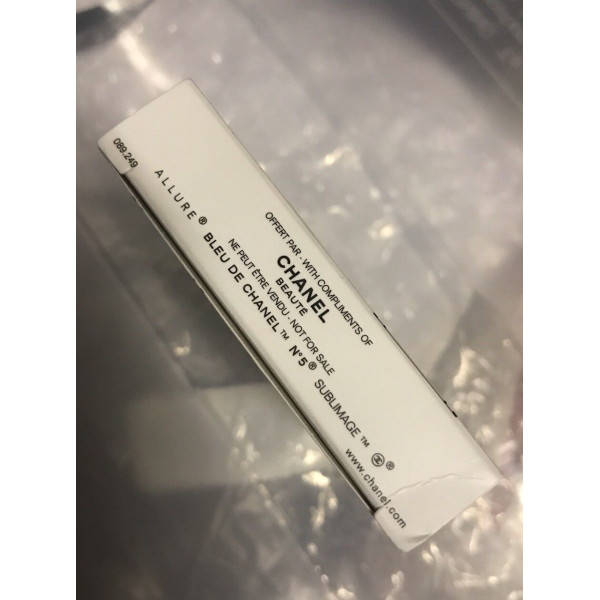 089.249
OFFERT PAR - WITH COMPLIMENTS OF
CHANEL
BEAUTÉ
NE PEUT ÊTRE VENDU - NOT FOR SALE
ALLURE® BLEU DE CHANEL™ N°5® SUBLIMAGE™ ®
www.chanel.com